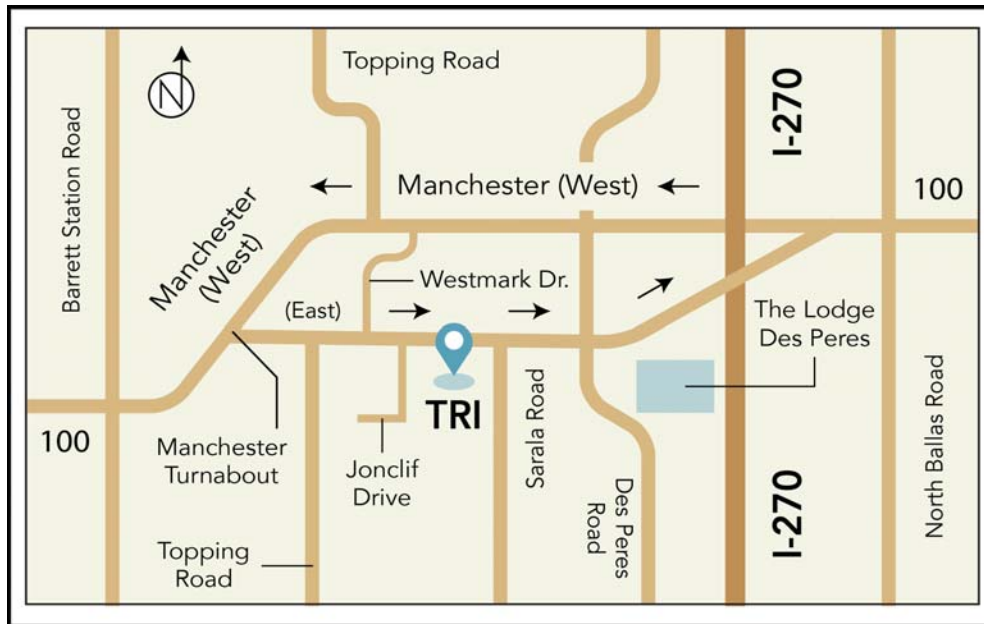 Topping Road
N
I-270
Barrett Station Road
Manchester (West)
100
Manchester
(West)
Westmark Dr.
(East)
The Lodge
Des Peres
TRI
Sarala Road
North Ballas Road
100
Manchester
Turnabout
Jonclif
Drive
Des Peres
Road
I-270
Topping
Road